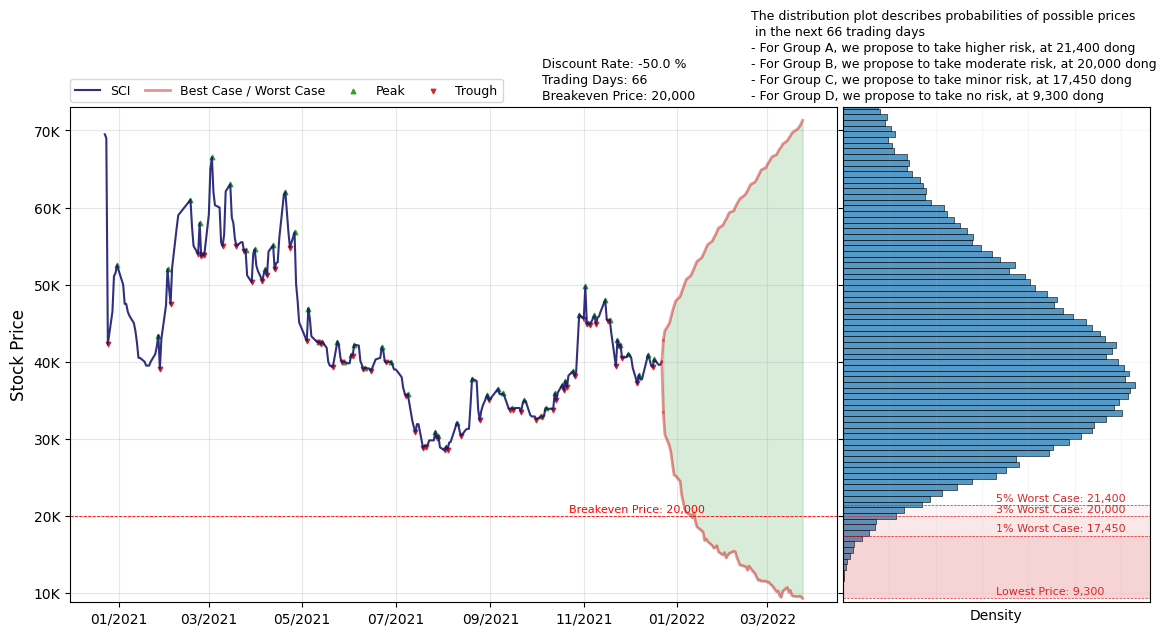 The distribution plot describes probabilities of possible prices
in the next 66 trading days
- For Group A, we propose to take higher risk, at 21,400 dong
- For Group B, we propose to take moderate risk, at 20,000 dong
- For Group C, we propose to take minor risk, at 17,450 dong
- For Group D, we propose to take no risk, at 9,300 dong
Discount Rate: -50.0 %
Trading Days: 66
Breakeven Price: 20,000
SCI
Best Case / Worst Case
Peak
Trough
Stock Price
70K
60K
50K
40K
30K
20K
10K
Breakeven Price: 20,000
01/2021
03/2021
05/2021
07/2021
09/2021
11/2021
01/2022
03/2022
5% Worst Case: 21,400
3% Worst Case: 20,000
1% Worst Case: 17,450
Lowest Price: 9,300
Density